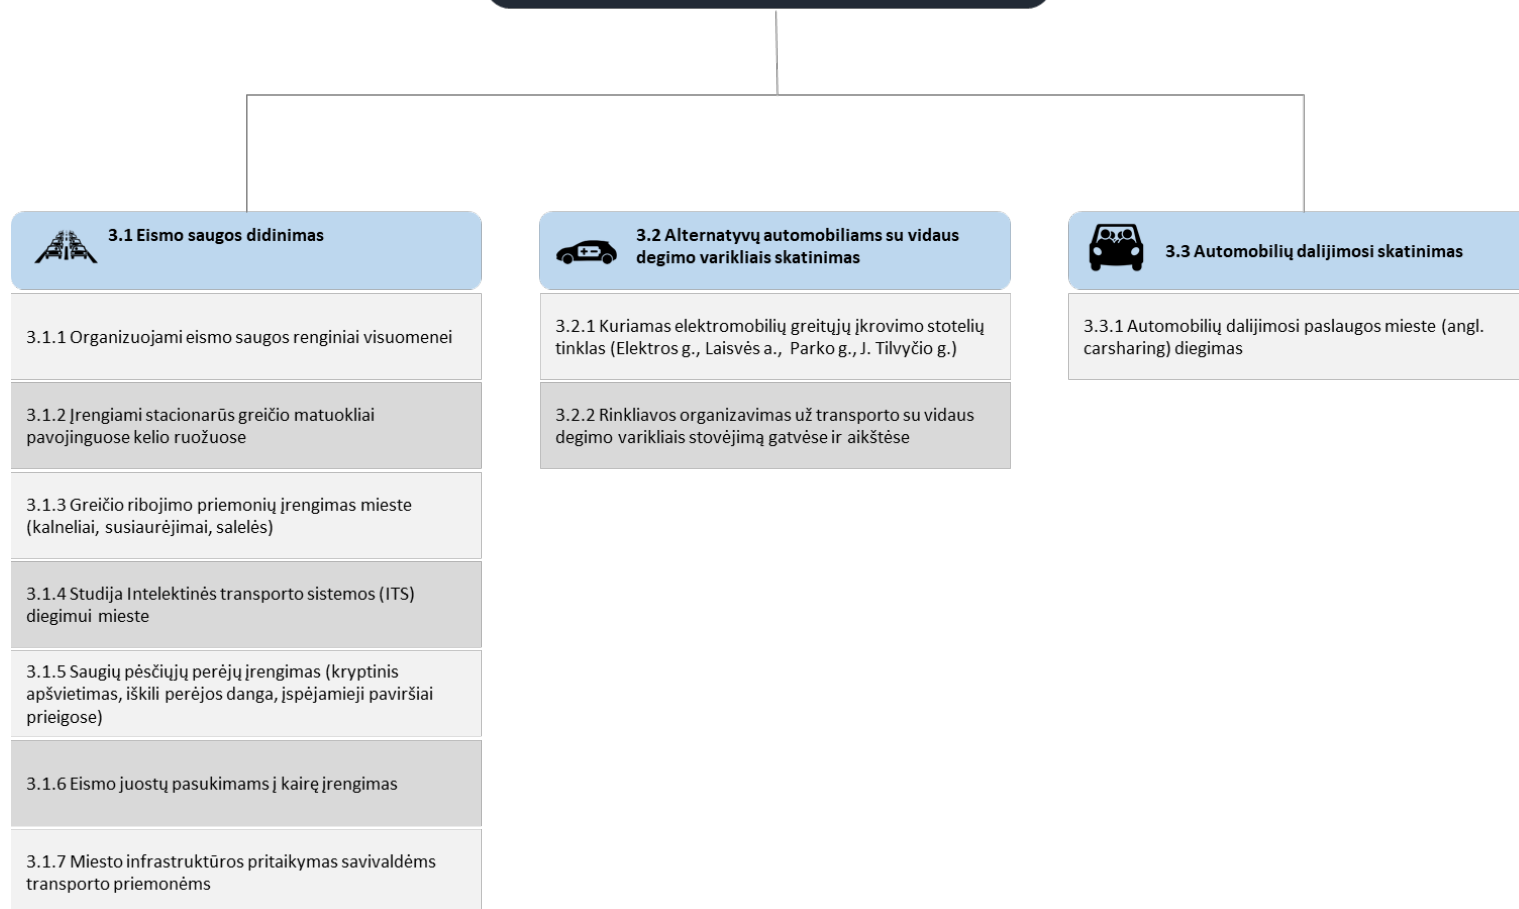 3.1 Eismo saugos didinimas
3.1.1 Organizuojami eismo saugos renginiai visuomenei
3.1.2 Įrengiami stacionarūs greičio matuokliai
pavojinguose kelio ruožuose
3.1.3 Greičio ribojimo priemonių įrengimas mieste
(kalneliai, susiaurėjimai, salelės)
3.1.4 Studija Intelektinės transporto sistemos (ITS)
diegimui mieste
3.1.5 Saugių pėsčiųjų perėjų įrengimas (kryptinis
apšvietimas, iškili perėjos danga, įspėjamieji paviršiai
prieigose)
3.1.6 Eismo juostų pasukimams į kairę įrengimas
3.1.7 Miesto infrastruktūros pritaikymas savivaldėms
transporto priemonėms
3.2 Alternatyvų automobiliams su vidaus
degimo varikliais skatinimas
3.2.1 Kuriamas elektromobilių greitųjų įkrovimo stotelių
tinklas (Elektros g., Laisvės a., Parko g., J. Tilvyčio g.)
3.2.2 Rinkliavos organizavimas už transporto su vidaus
degimo varikliais stovėjimą gatvėse ir aikštėse
3.3 Automobilių dalijimosi skatinimas
3.3.1 Automobilių dalijimosi paslaugos mieste (angl.
carsharing) diegimas